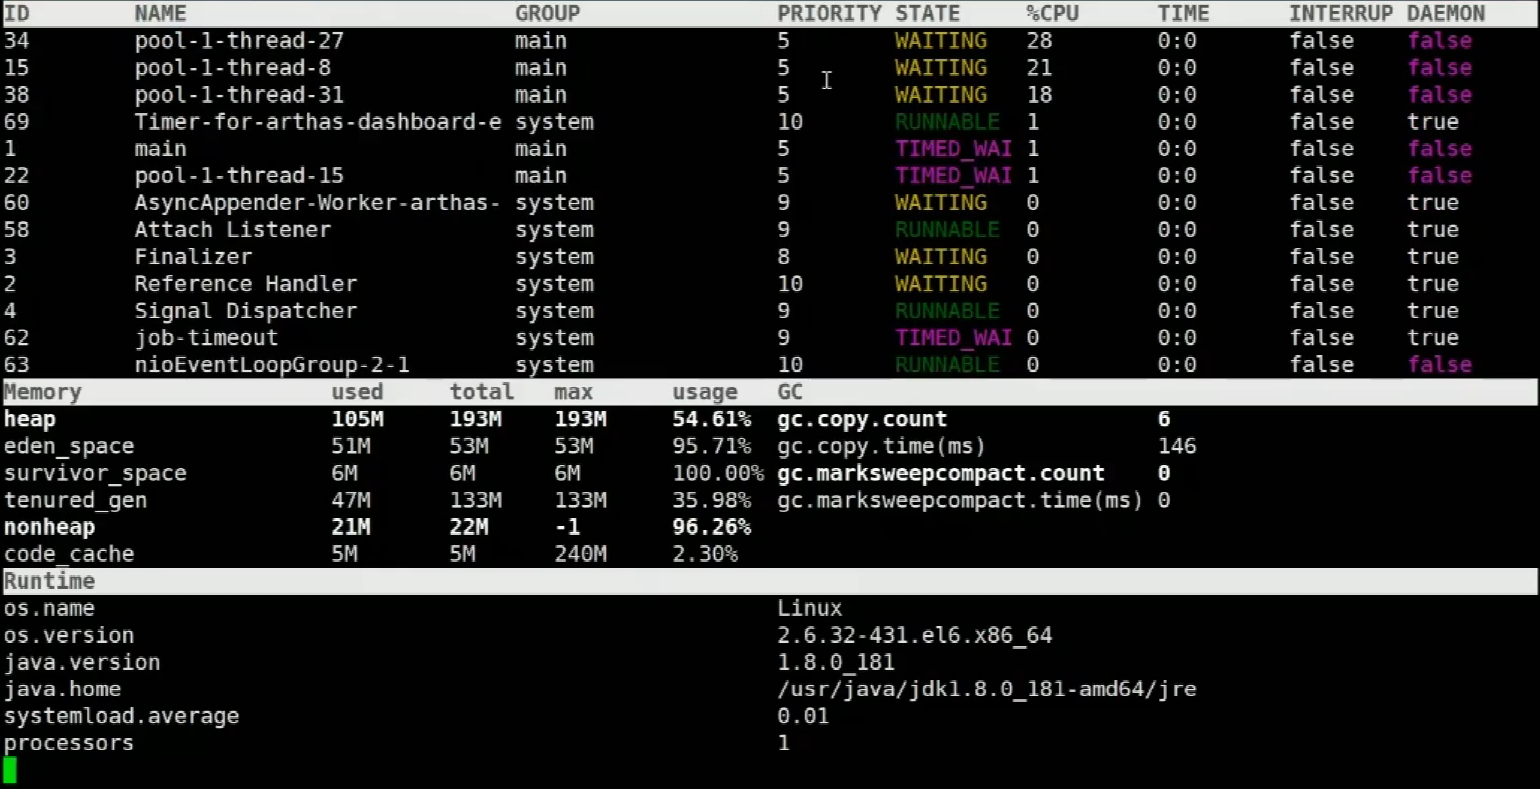 ID NAME GROUP PRIORITY STATE %CPU TIME INTERRUP DAEMON
34 pool-1-thread-27 main 5 WAITING 28 0:0 false false
15 pool-1-thread-8 main 5 WAITING 21 0:0 false false
38 pool-1-thread-31 main 5 WAITING 18 0:0 false false
69 Timer-for-arthas-dashboard-e system 10 RUNNABLE 1 0:0 false true
1 main main 5 TIMED_WAI 1 0:0 false false
22 pool-1-thread-15 main 5 TIMED_WAI 1 0:0 false false
60 AsyncAppender-Worker-arthas- system 9 WAITING 0 0:0 false true
58 Attach Listener system 9 RUNNABLE 0 0:0 false true
3 Finalizer system 8 WAITING 0 0:0 false true
2 Reference Handler system 10 WAITING 0 0:0 false true
4 Signal Dispatcher system 9 RUNNABLE 0 0:0 false true
62 job-timeout system 9 TIMED_WAI 0 0:0 false true
63 nioEventLoopGroup-2-1 system 10 RUNNABLE 0 0:0 false false
Memory used total max usage GC
heap 105M 193M 193M 54.61% gc.copy.count 6
eden_space 51M 53M 53M 95.71% gc.copy.time(ms) 146
survivor_space 6M 6M 6M 100.00% gc.marksweepcompact.count 0
tenured_gen 47M 133M 133M 35.98% gc.marksweepcompact.time(ms) 0
nonheap 21M 22M -1 96.26%
code_cache 5M 5M 240M 2.30%
Runtime
os.name Linux
os.version 2.6.32-431.el6.x86_64
java.version 1.8.0_181
java.home /usr/java/jdk1.8.0_181-amd64/jre
systemload.average 0.01
processors 1